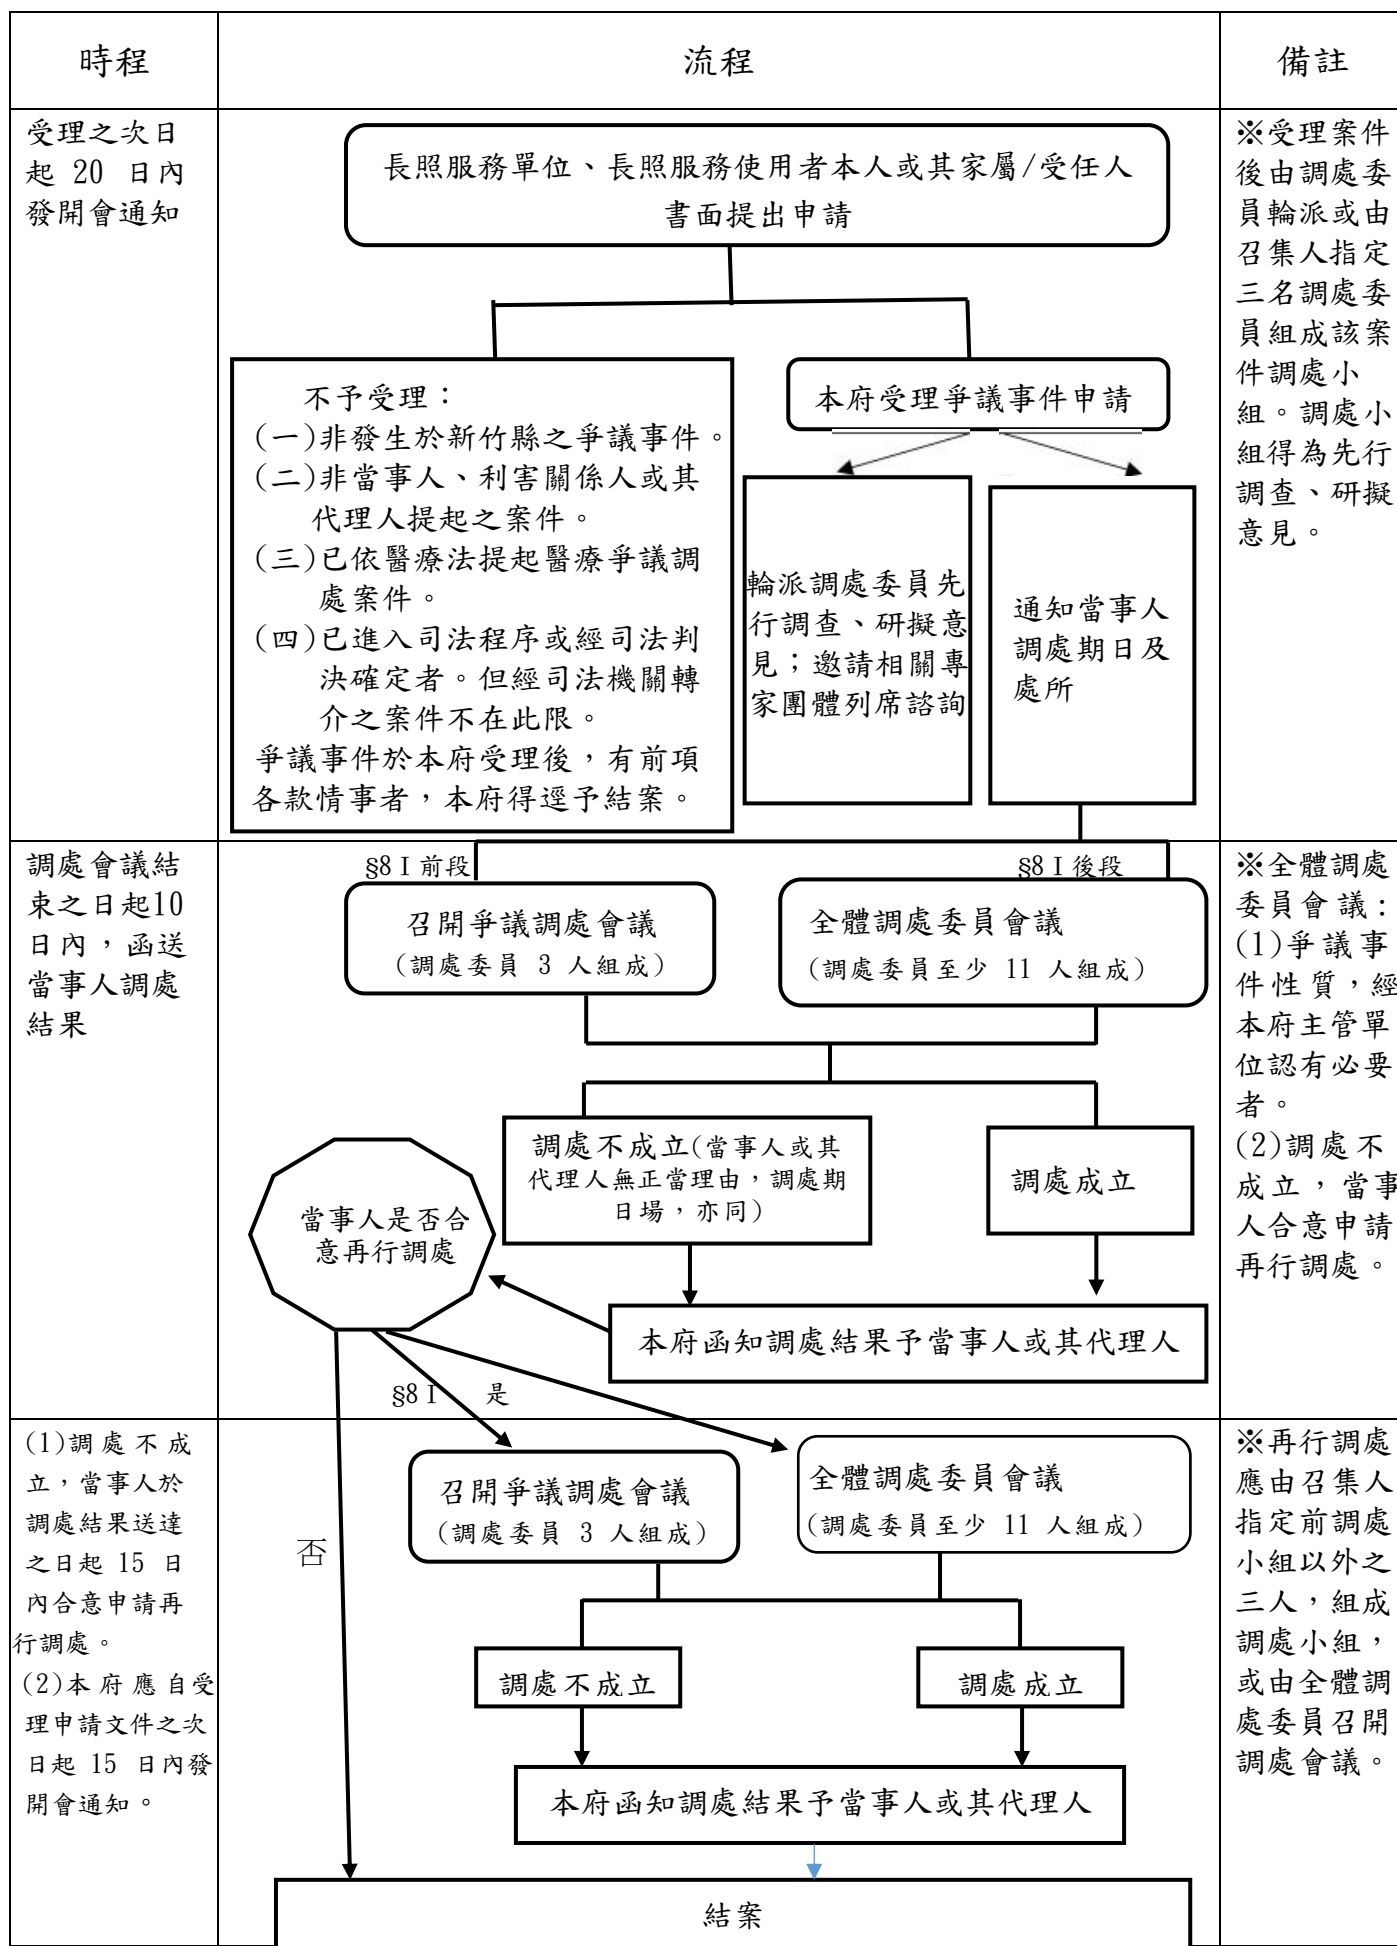 時程
流程
備註
受理之次日
起 20 日內
發開會通知
長照服務單位、長照服務使用者本人或其家屬/受任人
書面提出申請
不予受理：
(一)非發生於新竹縣之爭議事件。
(二)非當事人、利害關係人或其
代理人提起之案件。
(三)已依醫療法提起醫療爭議調
處案件。
(四)已進入司法程序或經司法判
決確定者。但經司法機關轉
介之案件不在此限。
爭議事件於本府受理後，有前項
各款情事者，本府得逕予結案。
本府受理爭議事件申請
輪派調處委員先
行調查、研擬意
見；邀請相關專
家團體列席諮詢
通知當事人
調處期日及
處所
※受理案件
後由調處委
員輪派或由
召集人指定
三名調處委
員組成該案
件調處小
組。調處小
組得為先行
調查、研擬
意見。
調處會議結
束之日起10
日內，函送
當事人調處
結果
§8 I 前段
§8 I 後段
召開爭議調處會議
(調處委員 3 人組成)
全體調處委員會議
(調處委員至少 11 人組成)
調處不成立(當事人或其
代理人無正當理由，調處期
日場，亦同)
調處成立
當事人是否合
意再行調處
本府函知調處結果予當事人或其代理人
§8 I 是
※全體調處
委員會議：
(1)爭議事
件性質，經
本府主管單
位認有必要
者。
(2)調處不
成立，當事
人合意申請
再行調處。
(1)調處不成
立，當事人於
調處結果送達
之日起 15 日
內合意申請再
行調處。
(2)本府應自受
理申請文件之次
日起 15 日內發
開會通知。
否
召開爭議調處會議
(調處委員 3 人組成)
全體調處委員會議
(調處委員至少 11 人組成)
調處不成立
調處成立
本府函知調處結果予當事人或其代理人
結案
※再行調處
應由召集人
指定前調處
小組以外之
三人，組成
調處小組，
或由全體調
處委員召開
調處會議。